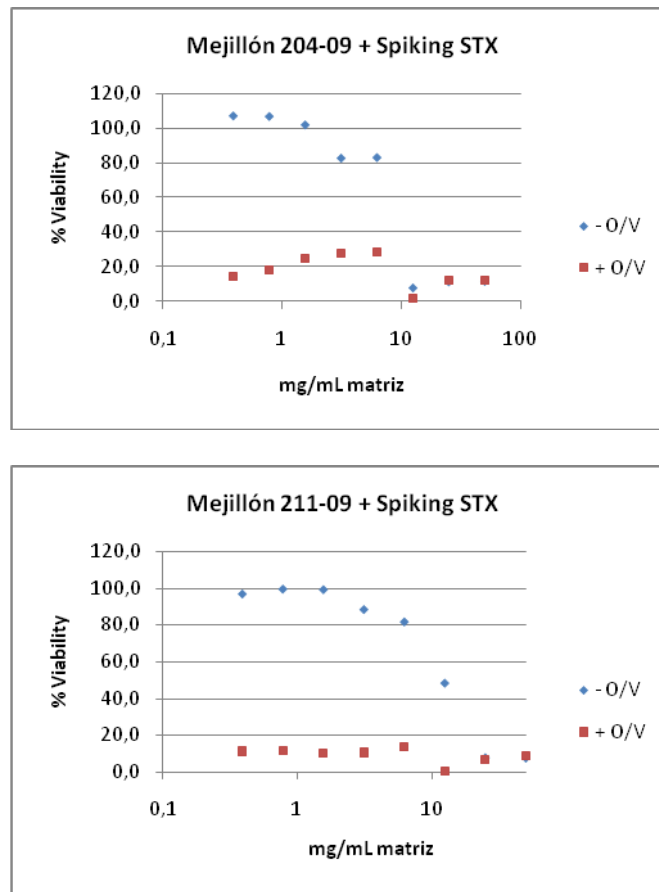 Mejillón 204-09 + Spiking STX
120,0
100,0
80,0
60,0
40,0
20,0
0,0
% Viability
0,1 1 10 100
mg/mL matriz
- O/V
+ O/V
Mejillón 211-09 + Spiking STX
120,0
100,0
80,0
60,0
40,0
20,0
0,0
% Viability
0,1 1 10
mg/mL matriz
- O/V
+ O/V